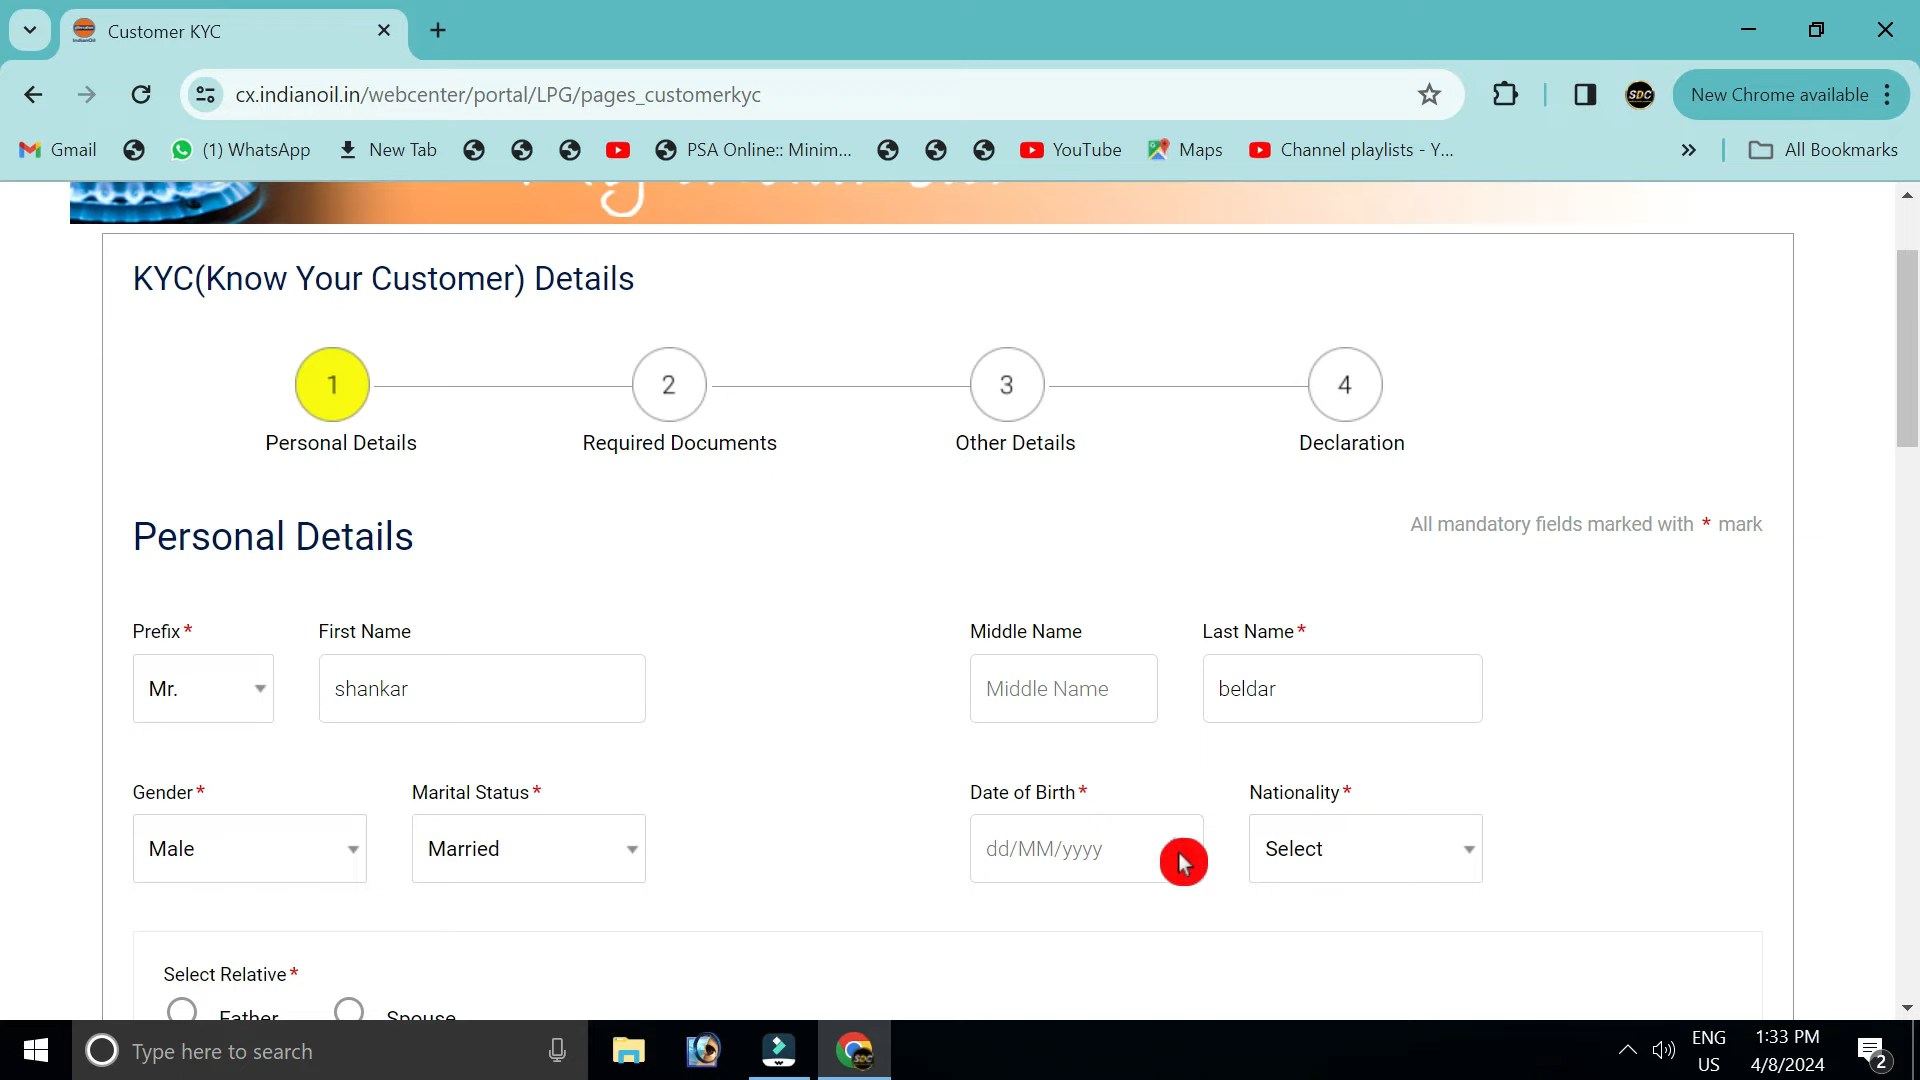 Customer KYC
cx.indianoil.in/webcenter/portal/LPG/pages_customerkyc
SDC
New Chrome available
Gmail
(1) WhatsApp
New Tab
PSA Online:: Minim...
YouTube
Maps
Channel playlists - Y...
All Bookmarks
KYC(Know Your Customer) Details
1
2
3
4
Personal Details
Required Documents
Other Details
Declaration
Personal Details
All mandatory fields marked with * mark
Prefix*
First Name
Middle Name
Last Name*
Mr.
shankar
Middle Name
beldar
Gender*
Marital Status*
Date of Birth*
Nationality*
Male
Married
dd/MM/yyyy
Select
Select Relative*
Father
Spouse
Type here to search
SDC
ENG
US
1:33 PM
4/8/2024
2